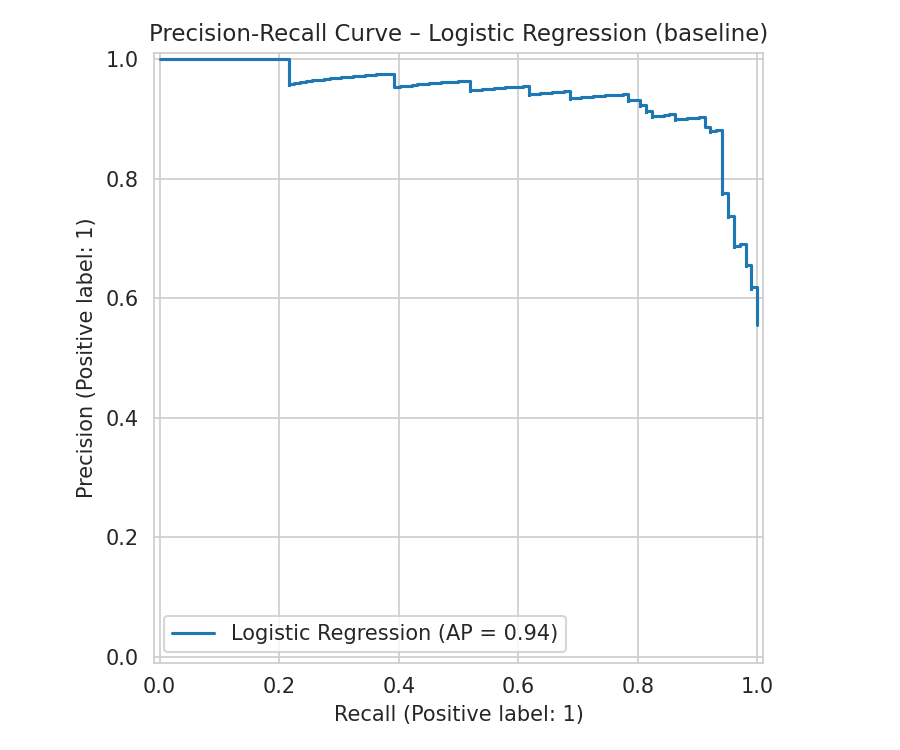 Precision-Recall Curve – Logistic Regression (baseline)
1.0
0.8
0.6
0.4
0.2
0.0
Precision (Positive label: 1)
Logistic Regression (AP = 0.94)
0.0 0.2 0.4 0.6 0.8 1.0
Recall (Positive label: 1)